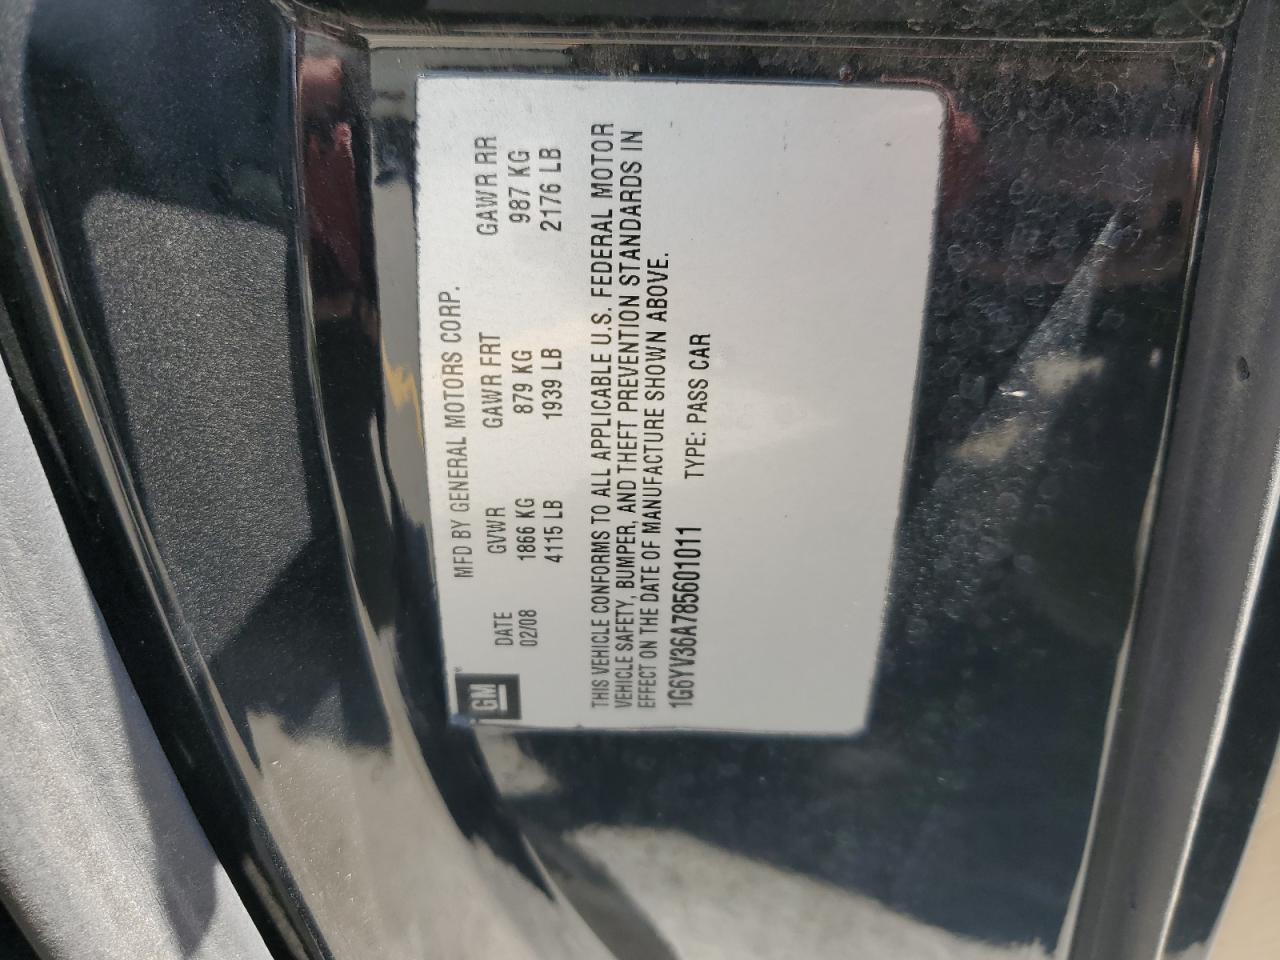 GM
MFD BY GENERAL MOTORS CORP.
DATE GVWR GAWR FRT GAWR RR
02/08 1866 KG 879 KG 987 KG
4115 LB 1939 LB 2176 LB
THIS VEHICLE CONFORMS TO ALL APPLICABLE U.S. FEDERAL MOTOR
VEHICLE SAFETY, BUMPER, AND THEFT PREVENTION STANDARDS IN
EFFECT ON THE DATE OF MANUFACTURE SHOWN ABOVE.
1G6YV36A785601011 TYPE: PASS CAR